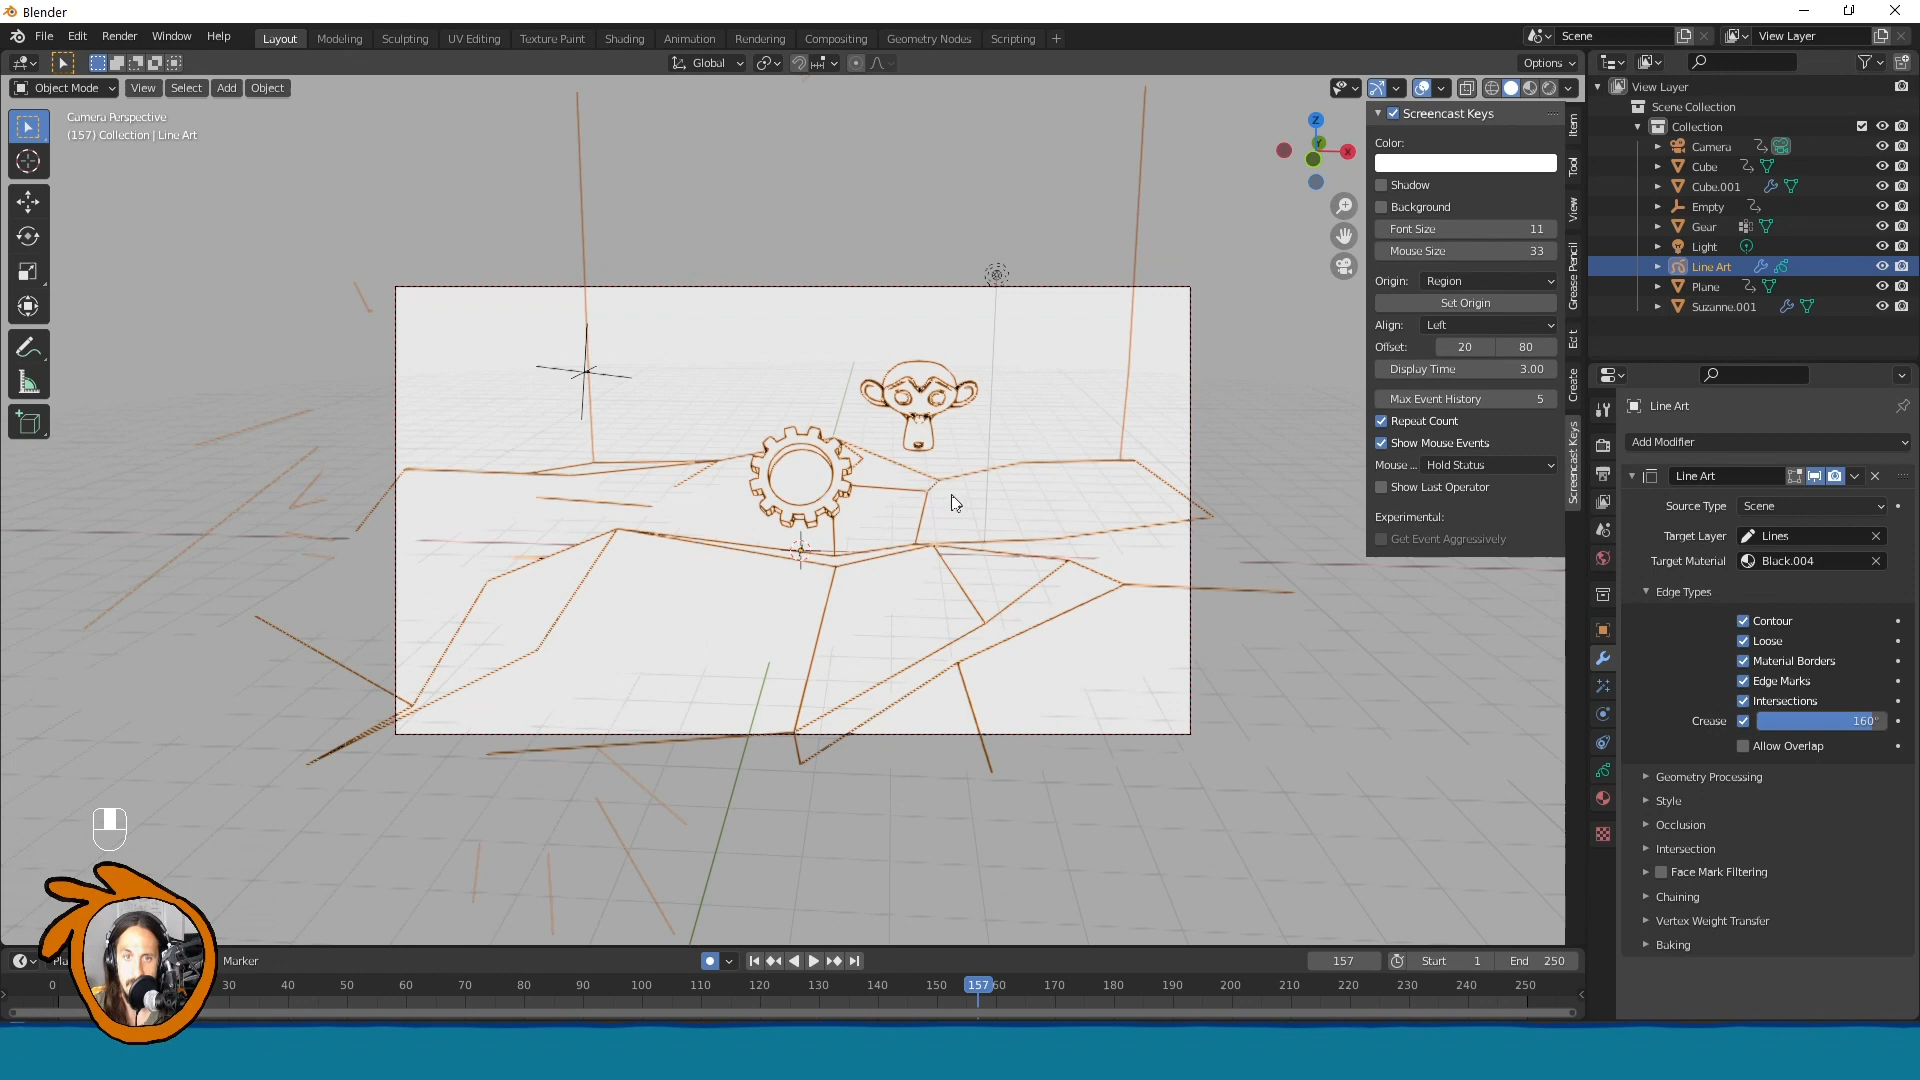 Blender
File Edit Render Window Help
Layout Modeling Sculpting UV Editing Texture Paint Shading Animation Rendering Compositing Geometry Nodes Scripting +
Scene View Layer
Global Options
Object Mode View Select Add Object
Camera Perspective
(157) Collection | Line Art
Z
Y
X
Screencast Keys
Color:
Shadow
Background
Font Size 11
Mouse Size 33
Origin: Region
Set Origin
Align: Left
Offset: 20 80
Display Time 3.00
Max Event History 5
Repeat Count
Show Mouse Events
Mouse ... Hold Status
Show Last Operator
Experimental:
Get Event Aggressively
Item
Tool
View
Grease Pencil
Edit
Create
Screencast Keys
View Layer
Scene Collection
Collection
Camera
Cube
Cube.001
Empty
Gear
Light
Line Art
Plane
Suzanne.001
Line Art
Add Modifier
Line Art
Source Type Scene
Target Layer Lines
Target Material Black.004
Edge Types
Contour
Loose
Material Borders
Edge Marks
Intersections
Crease 160°
Allow Overlap
Geometry Processing
Style
Occlusion
Intersection
Face Mark Filtering
Chaining
Vertex Weight Transfer
Baking
Marker 157 Start 1 End 250
0 30 40 50 60 70 80 90 100 110 120 130 140 150 157 60 170 180 190 200 210 220 230 240 250